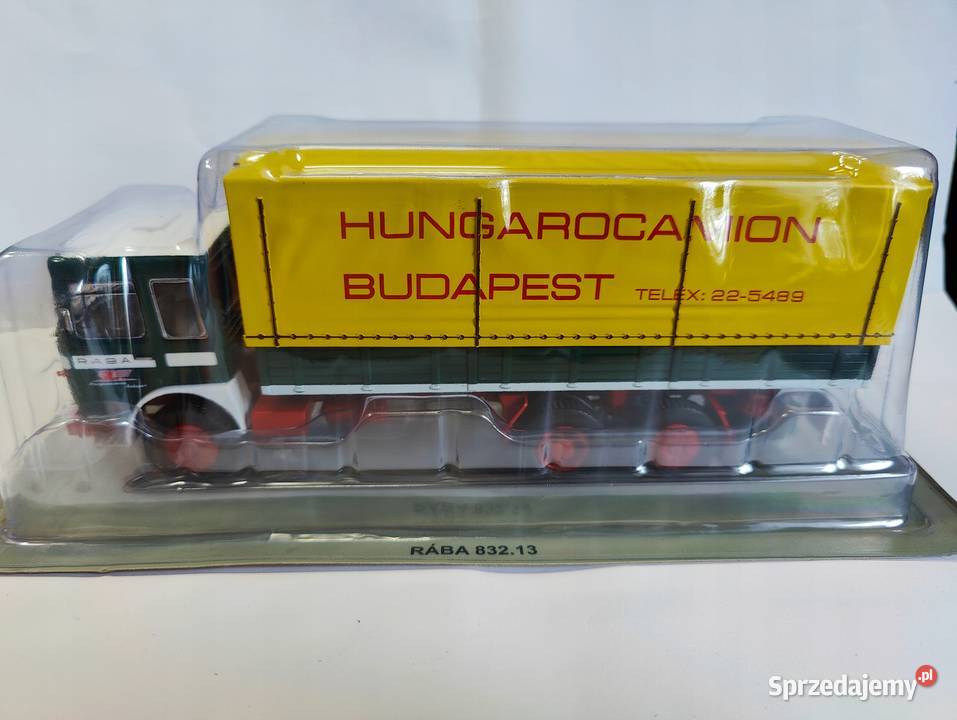 HUNGAROCAMION
BUDAPEST TELEX: 22-5489
RÁBA
RÁBA 832.13
Sprzedajemy.pl